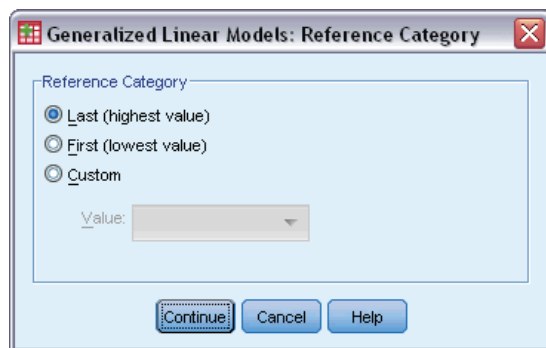 Generalized Linear Models: Reference Category
Reference Category
Last (highest value)
First (lowest value)
Custom
Value:
Continue Cancel Help